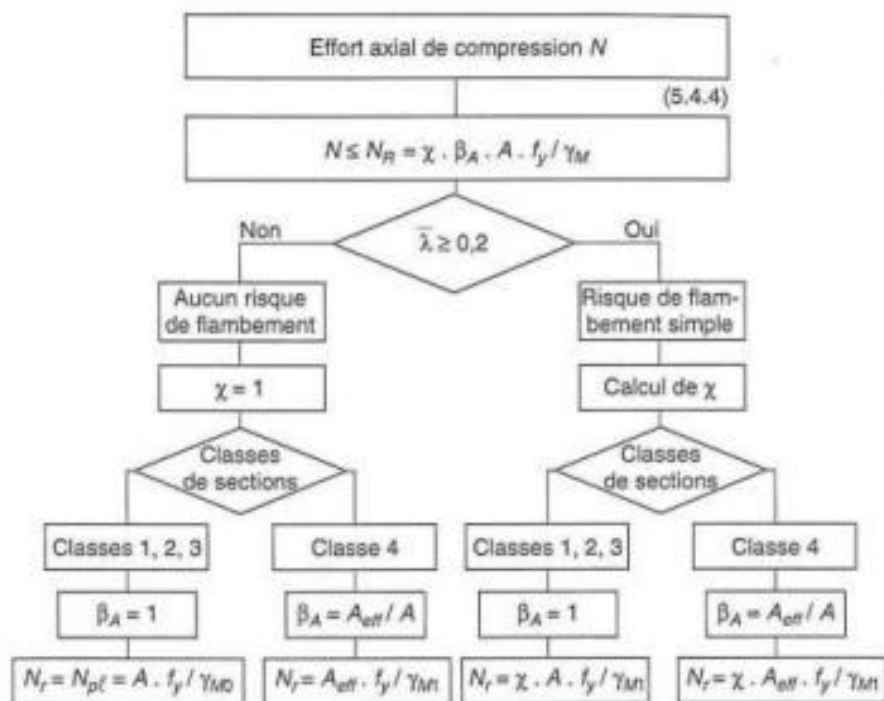 Effort axial de compression N
(5.4.4)
N ≤ N_R = χ . β_A . A . f_y / γ_M
Non
λ̄ ≥ 0,2
Oui
Aucun risque
de flambement
Risque de flam-
bement simple
χ = 1
Calcul de χ
Classes
de sections
Classes
de sections
Classes 1, 2, 3
Classe 4
Classes 1, 2, 3
Classe 4
β_A = 1
β_A = A_eff / A
β_A = 1
β_A = A_eff / A
N_r = N_pℓ = A . f_y / γ_M0
N_r = A_eff . f_y / γ_M1
N_r = χ . A . f_y / γ_M1
N_r = χ . A_eff . f_y / γ_M1